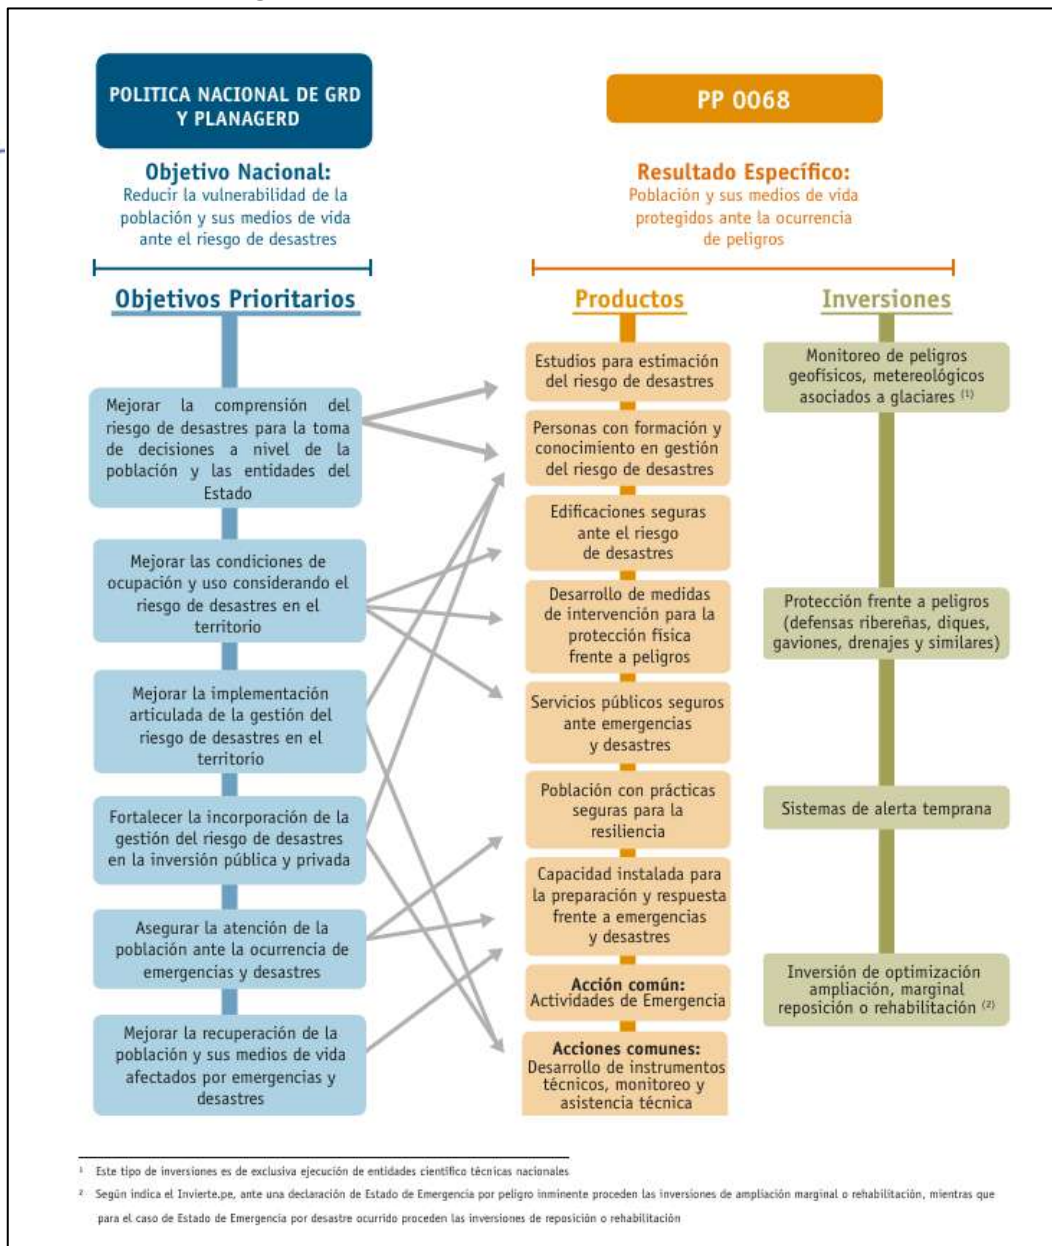 POLITICA NACIONAL DE GRD
Y PLANAGERD
Objetivo Nacional:
Reducir la vulnerabilidad de la
población y sus medios de vida
ante el riesgo de desastres
Objetivos Prioritarios
Mejorar la comprensión del
riesgo de desastres para la toma
de decisiones a nivel de la
población y las entidades del
Estado
Mejorar las condiciones de
ocupación y uso considerando el
riesgo de desastres en el
territorio
Mejorar la implementación
articulada de la gestión del
riesgo de desastres en el
territorio
Fortalecer la incorporación de la
gestión del riesgo de desastres
en la inversión pública y privada
Asegurar la atención de la
población ante la ocurrencia de
emergencias y desastres
Mejorar la recuperación de la
población y sus medios de vida
afectados por emergencias y
desastres
PP 0068
Resultado Específico:
Población y sus medios de vida
protegidos ante la ocurrencia
de peligros
Productos
Estudios para estimación
del riesgo de desastres
Personas con formación y
conocimiento en gestión
del riesgo de desastres
Edificaciones seguras
ante el riesgo
de desastres
Desarrollo de medidas
de intervención para la
protección física
frente a peligros
Servicios públicos seguros
ante emergencias
y desastres
Población con prácticas
seguras para la
resiliencia
Capacidad instalada para
la preparación y respuesta
frente a emergencias
y desastres
Acción común:
Actividades de Emergencia
Acciones comunes:
Desarrollo de instrumentos
técnicos, monitoreo y
asistencia técnica
Inversiones
Monitoreo de peligros
geofísicos, metereológicos
asociados a glaciares (1)
Protección frente a peligros
(defensas ribereñas, diques,
gaviones, drenajes y similares)
Sistemas de alerta temprana
Inversión de optimización
ampliación, marginal
reposición o rehabilitación (2)
1 Este tipo de inversiones es de exclusiva ejecución de entidades científico técnicas nacionales
2 Según indica el Invierte.pe, ante una declaración de Estado de Emergencia por peligro inminente proceden las inversiones de ampliación marginal o rehabilitación, mientras que
para el caso de Estado de Emergencia por desastre ocurrido proceden las inversiones de reposición o rehabilitación